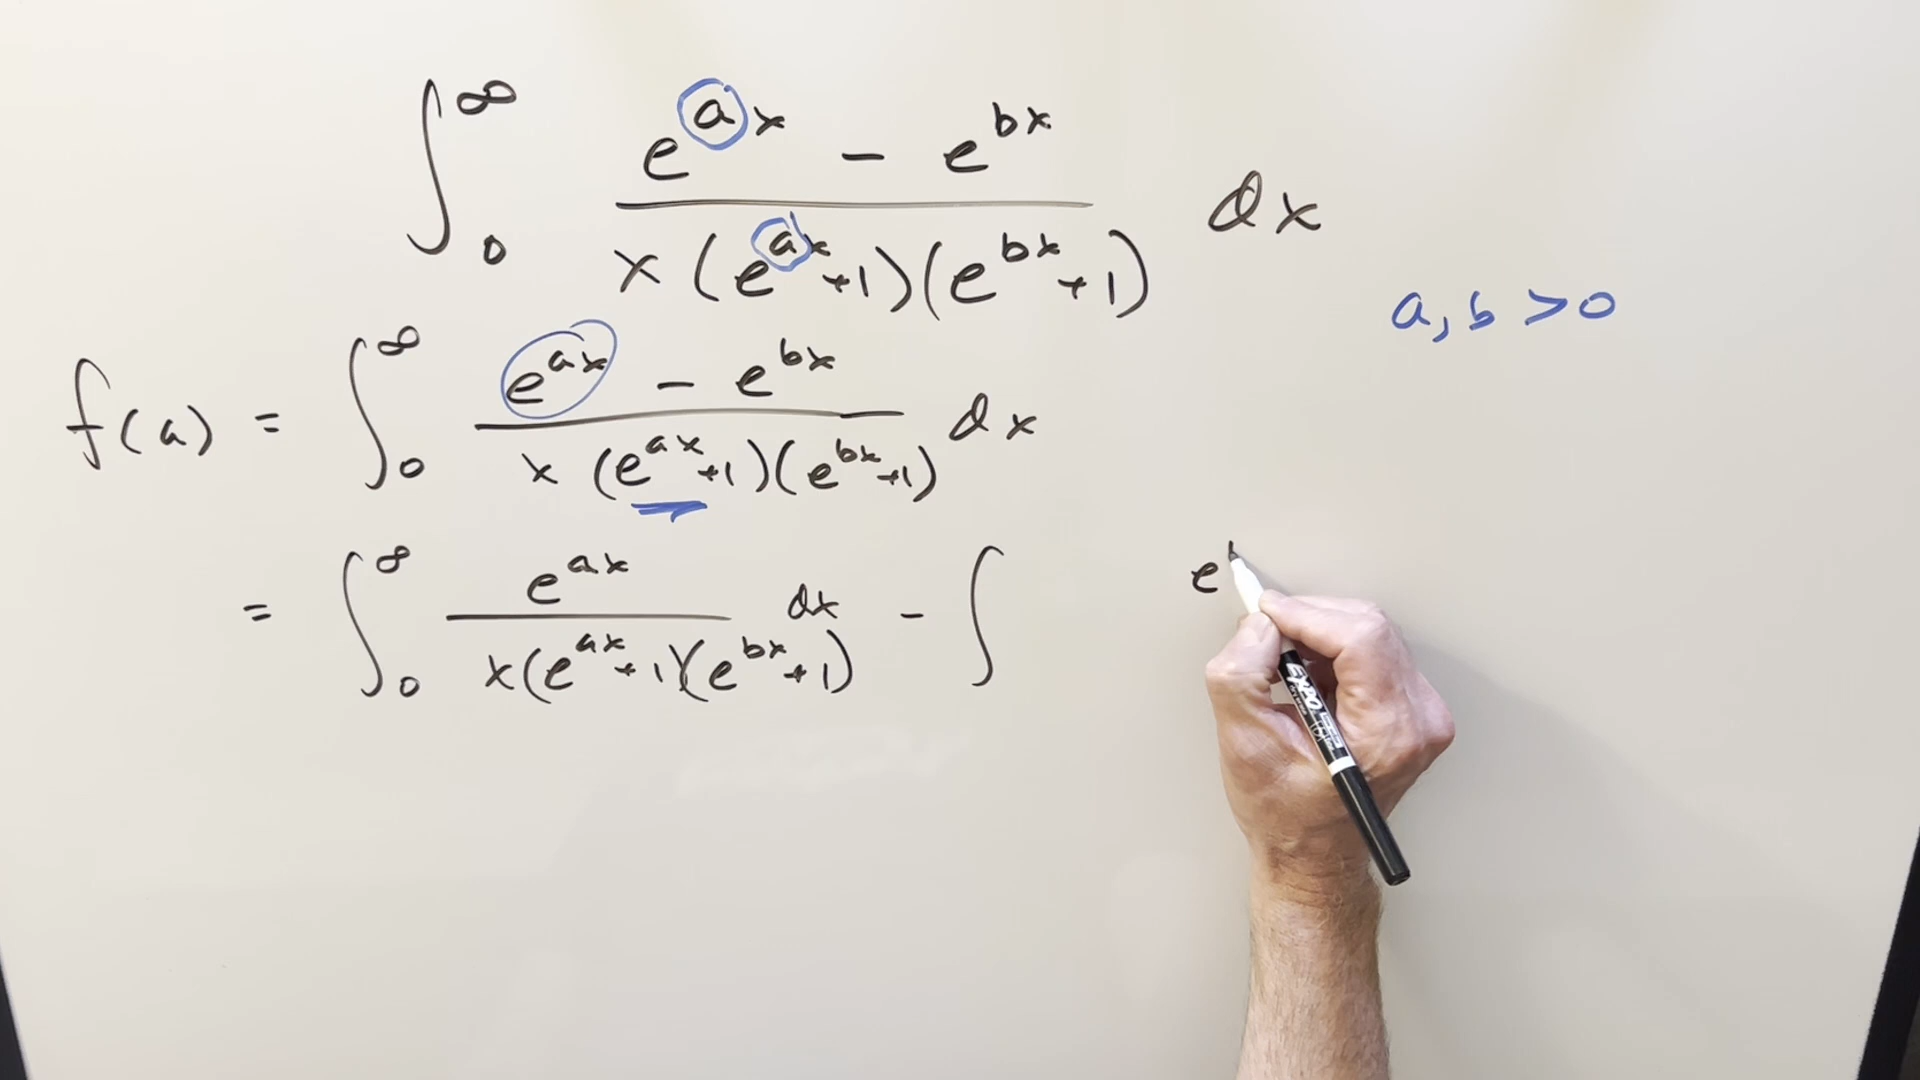 ∫₀^∞ (e^{ax} - e^{bx}) / (x(e^{ax}+1)(e^{bx}+1)) dx
a, b > 0
f(a) = ∫₀^∞ (e^{ax} - e^{bx}) / (x(e^{ax}+1)(e^{bx}+1)) dx
= ∫₀^∞ e^{ax} / (x(e^{ax}+1)(e^{bx}+1)) dx - ∫ e
EXPO